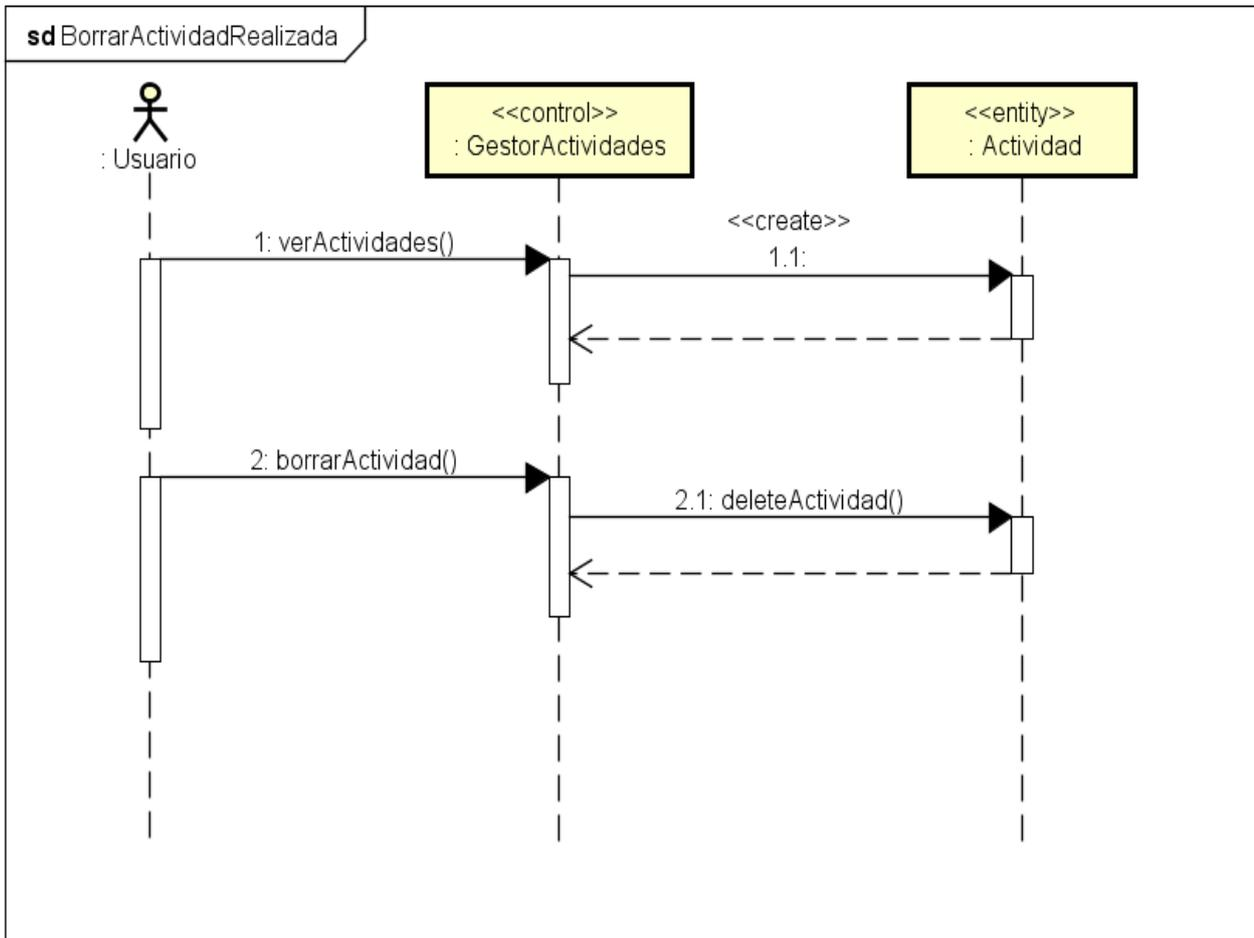 sd BorrarActividadRealizada
: Usuario
<<control>>
: GestorActividades
<<entity>>
: Actividad
1: verActividades()
<<create>>
1.1:
2: borrarActividad()
2.1: deleteActividad()